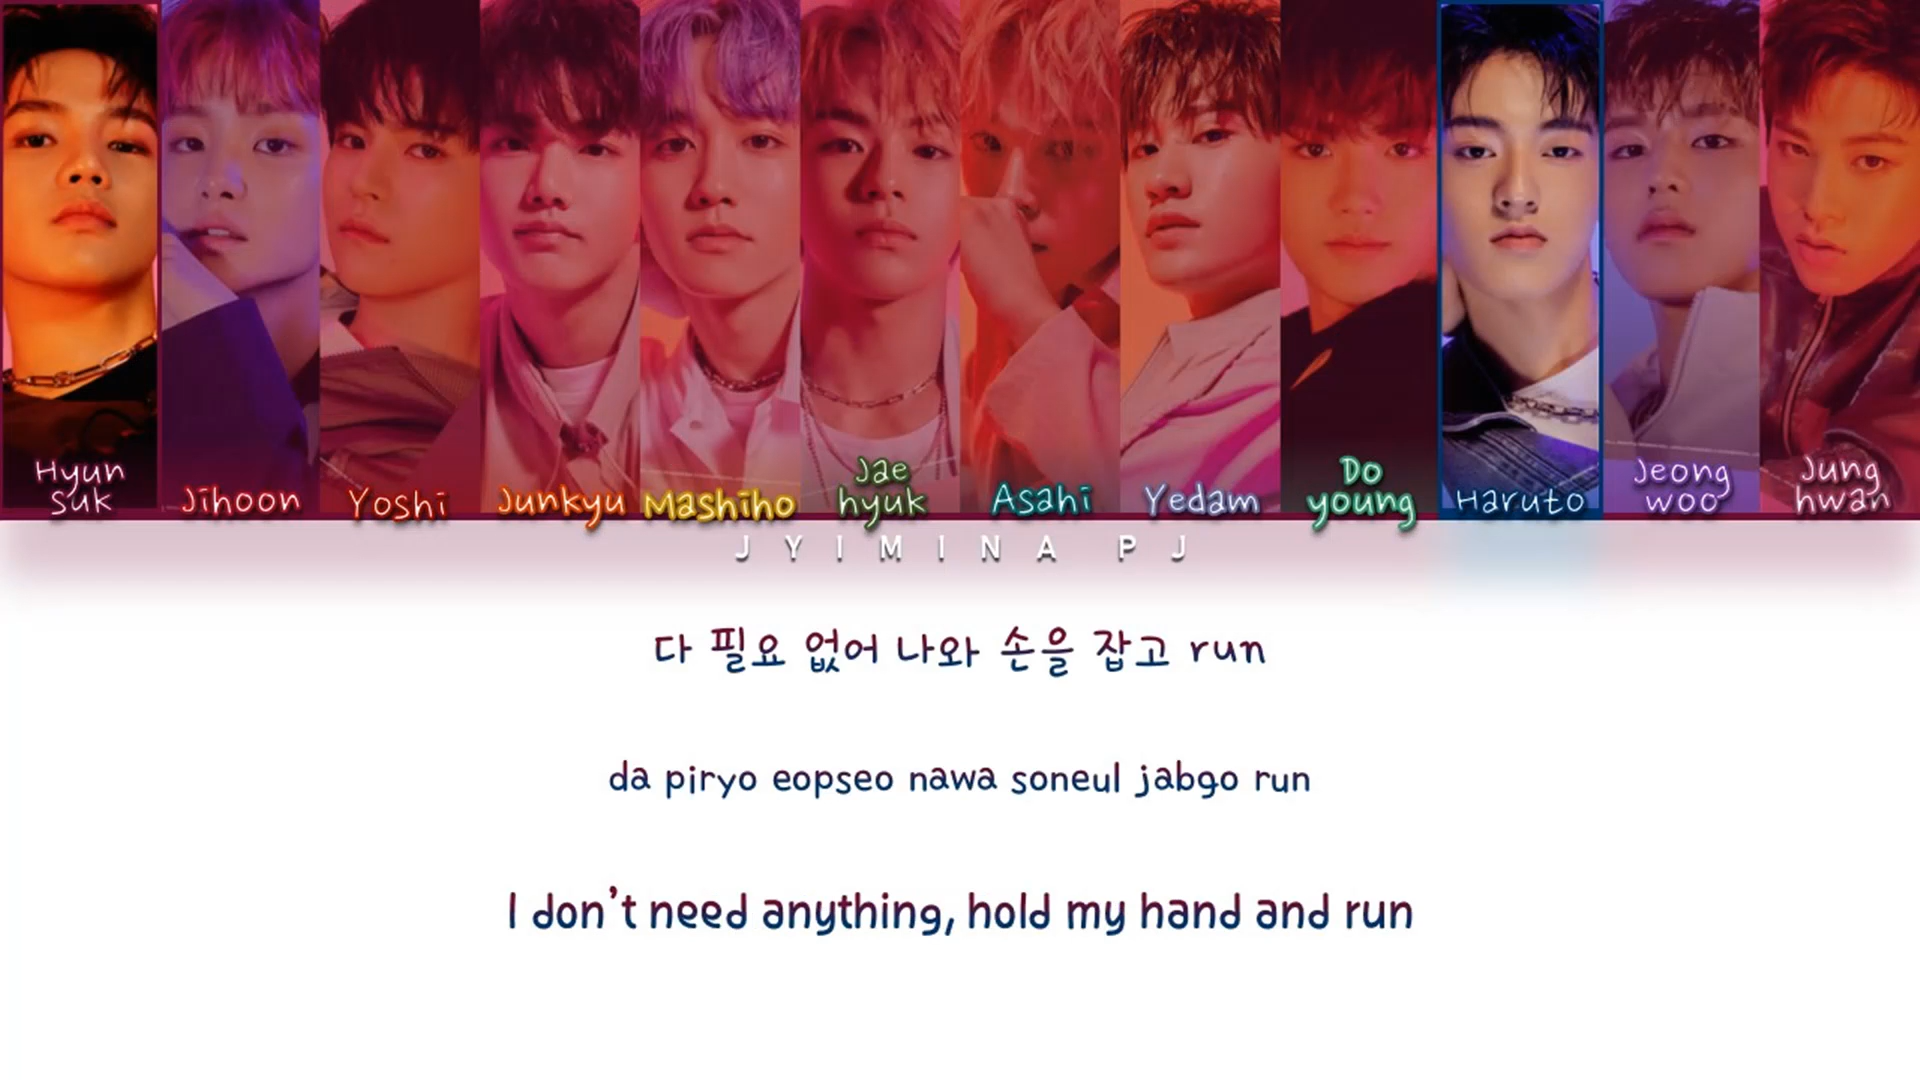 Hyun
Suk
Jihoon
Yoshi
Junkyu
Mashiho
Jae
hyuk
Asahi
Yedam
Do
young
Haruto
Jeong
woo
Jung
hwan
JYIMINA PJ
다 필요 없어 나와 손을 잡고 run
da piryo eopseo nawa soneul jabgo run
I don't need anything, hold my hand and run